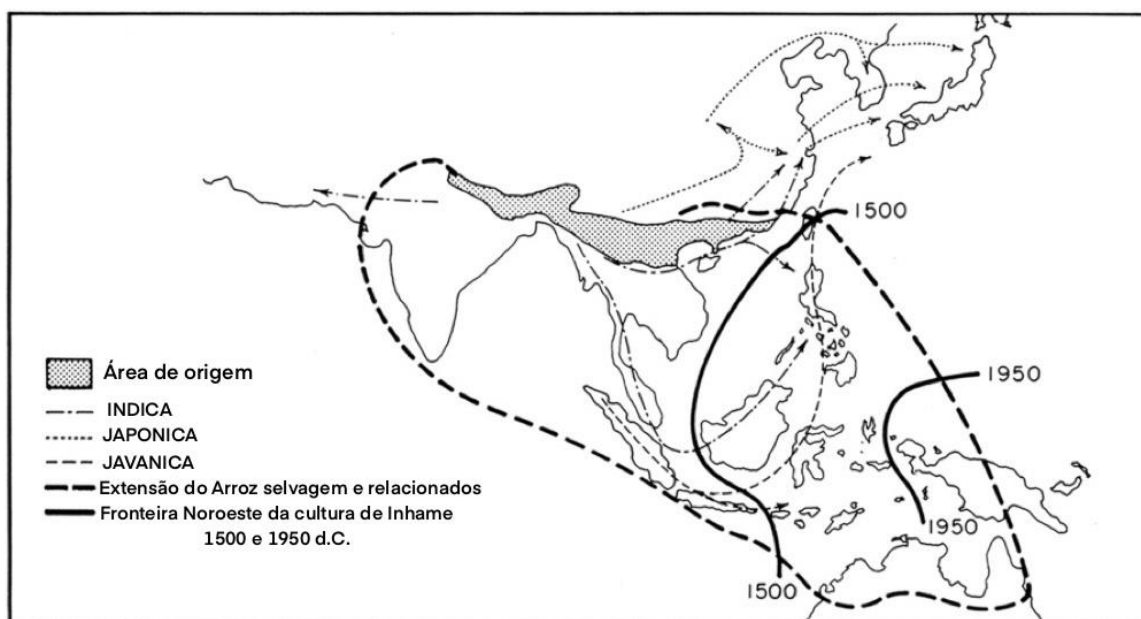 1500
1950
Área de origem
INDICA
JAPONICA
JAVANICA
Extensão do Arroz selvagem e relacionados
Fronteira Noroeste da cultura de Inhame
1500 e 1950 d.C.
1950
1500